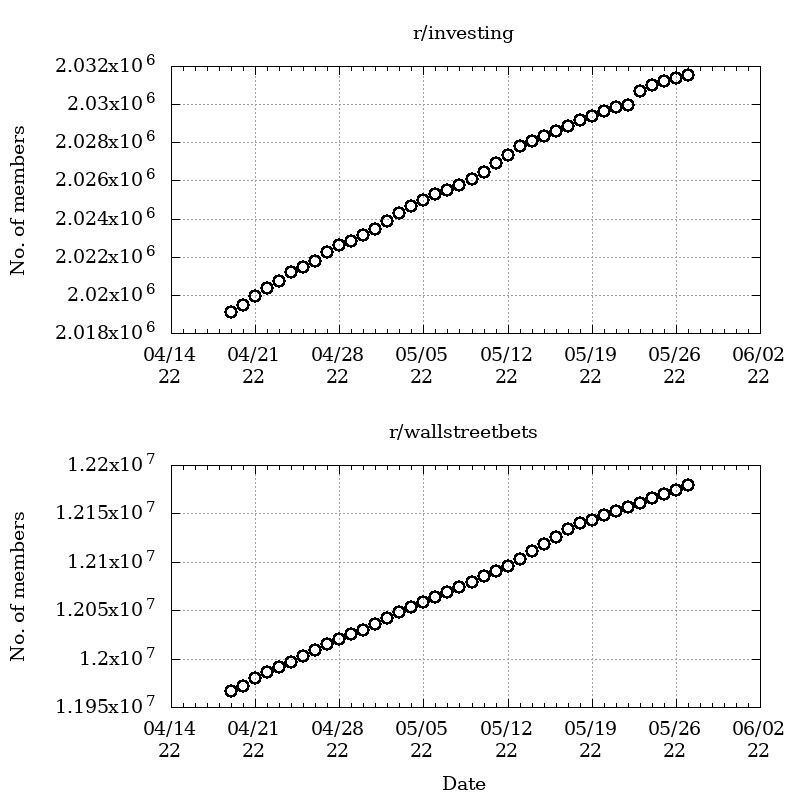 r/investing
2.032x10^6
2.03x10^6
2.028x10^6
2.026x10^6
2.024x10^6
2.022x10^6
2.02x10^6
2.018x10^6
No. of members
04/14 04/21 04/28 05/05 05/12 05/19 05/26 06/02
22 22 22 22 22 22 22 22
r/wallstreetbets
1.22x10^7
1.215x10^7
1.21x10^7
1.205x10^7
1.2x10^7
1.195x10^7
No. of members
04/14 04/21 04/28 05/05 05/12 05/19 05/26 06/02
22 22 22 22 22 22 22 22
Date